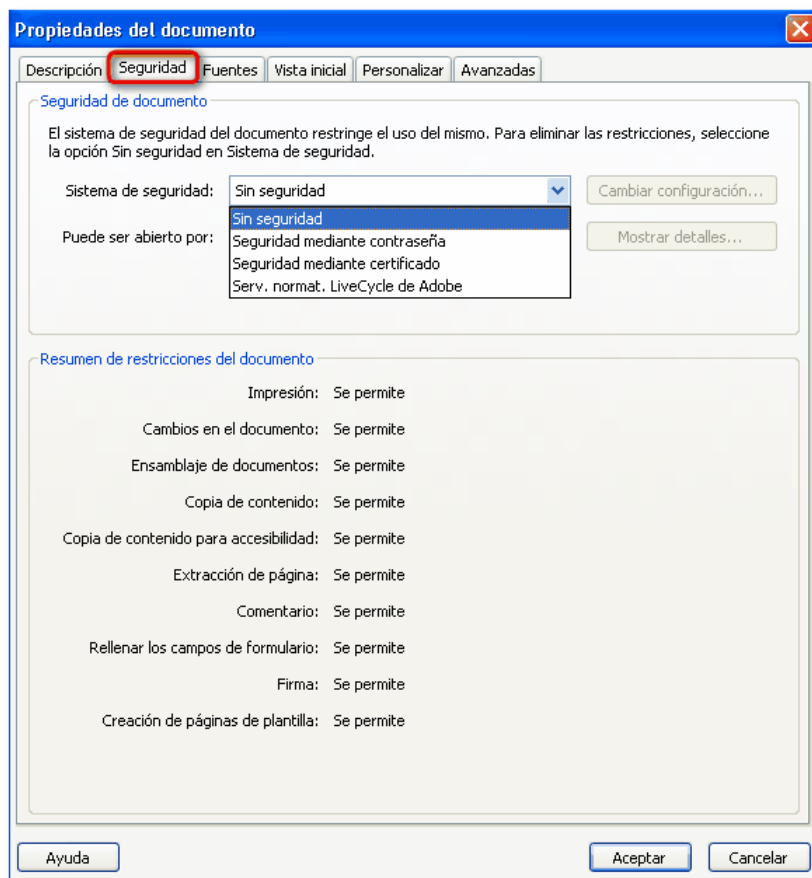 Propiedades del documento
Descripción Seguridad Fuentes Vista inicial Personalizar Avanzadas
Seguridad de documento
El sistema de seguridad del documento restringe el uso del mismo. Para eliminar las restricciones, seleccione
la opción Sin seguridad en Sistema de seguridad.
Sistema de seguridad: Sin seguridad Cambiar configuración...
Sin seguridad
Puede ser abierto por: Seguridad mediante contraseña Mostrar detalles...
Seguridad mediante certificado
Serv. normat. LiveCycle de Adobe
Resumen de restricciones del documento
Impresión: Se permite
Cambios en el documento: Se permite
Ensamblaje de documentos: Se permite
Copia de contenido: Se permite
Copia de contenido para accesibilidad: Se permite
Extracción de página: Se permite
Comentario: Se permite
Rellenar los campos de formulario: Se permite
Firma: Se permite
Creación de páginas de plantilla: Se permite
Ayuda Aceptar Cancelar